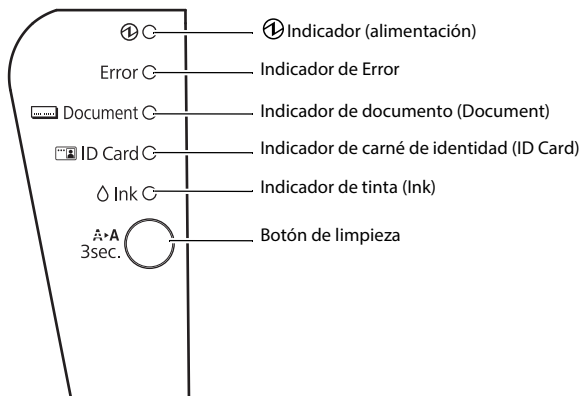 Indicador (alimentación)
Error Indicador de Error
Document Indicador de documento (Document)
ID Card Indicador de carné de identidad (ID Card)
Ink Indicador de tinta (Ink)
A▸A Botón de limpieza
3sec.